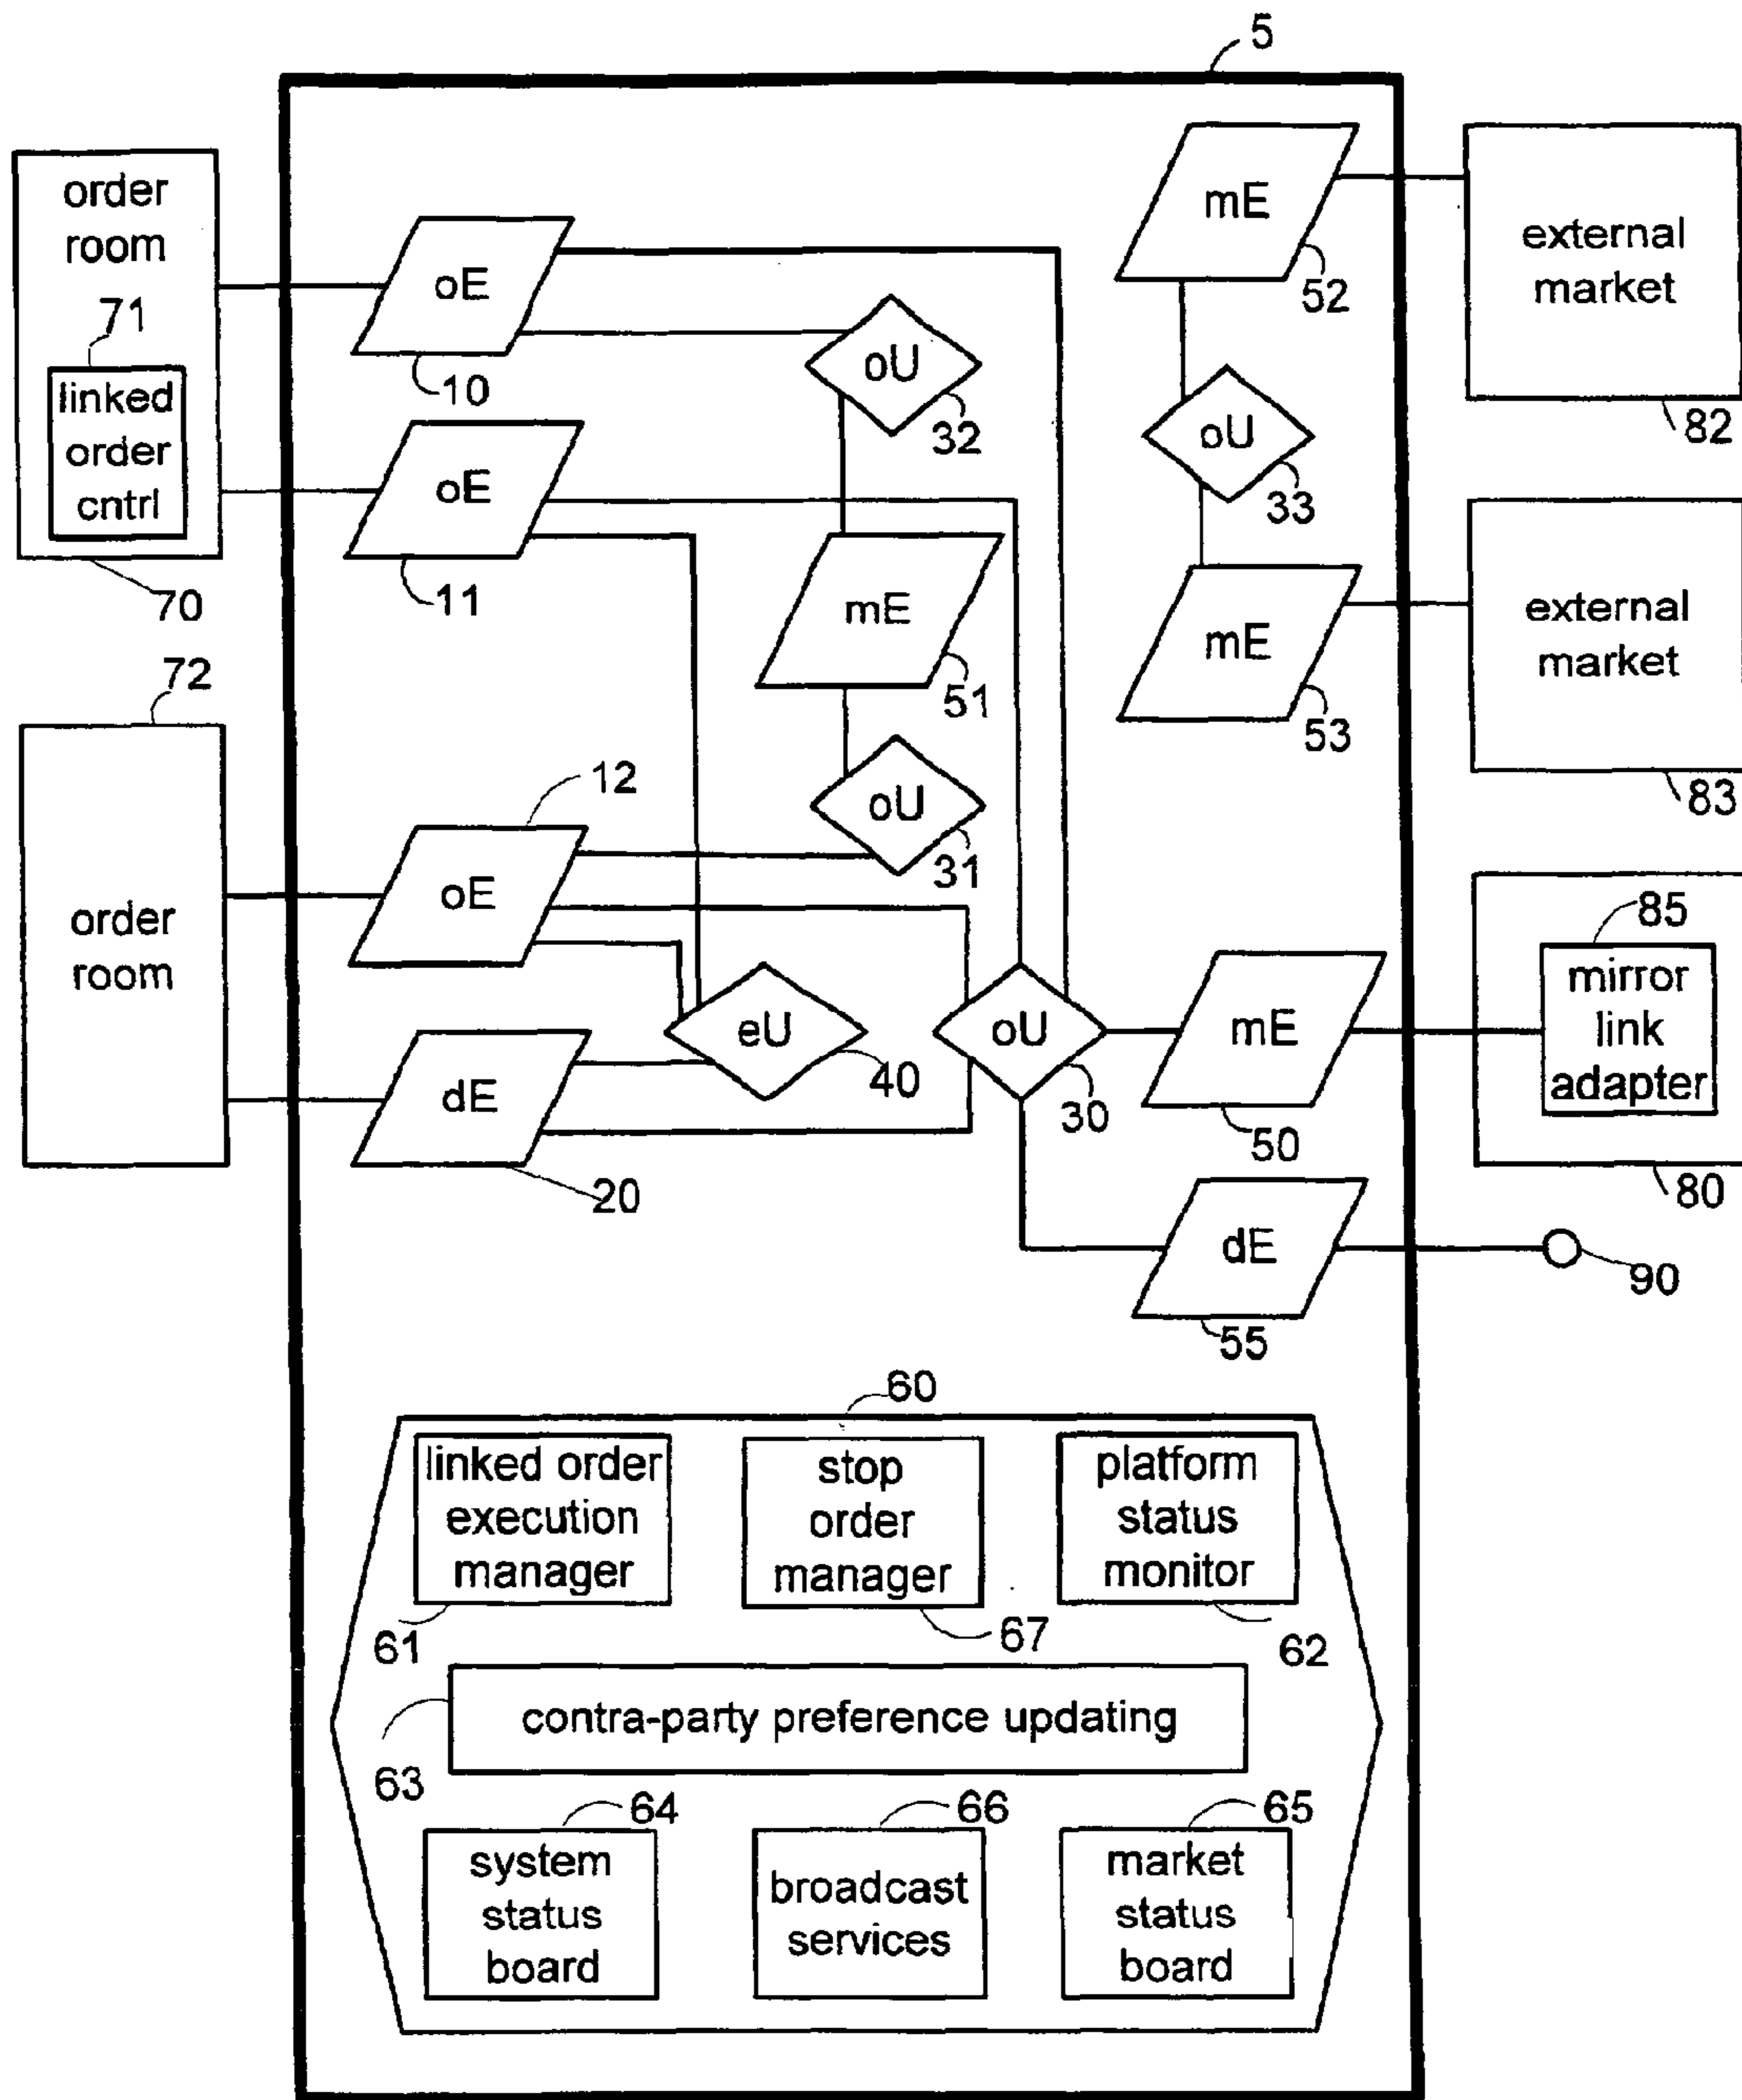 5
order
room
71
linked
order
cntrl
70
oE
10
oE
11
oU
32
mE
51
oU
31
mE
52
oU
33
mE
53
external
market
82
external
market
83
72
order
room
12
oE
dE
20
eU
40
oU
30
mE
50
85
mirror
link
adapter
80
dE
55
90
60
linked order
execution
manager
61
stop
order
manager
67
platform
status
monitor
62
contra-party preference updating
63
64
system
status
board
66
broadcast
services
65
market
status
board